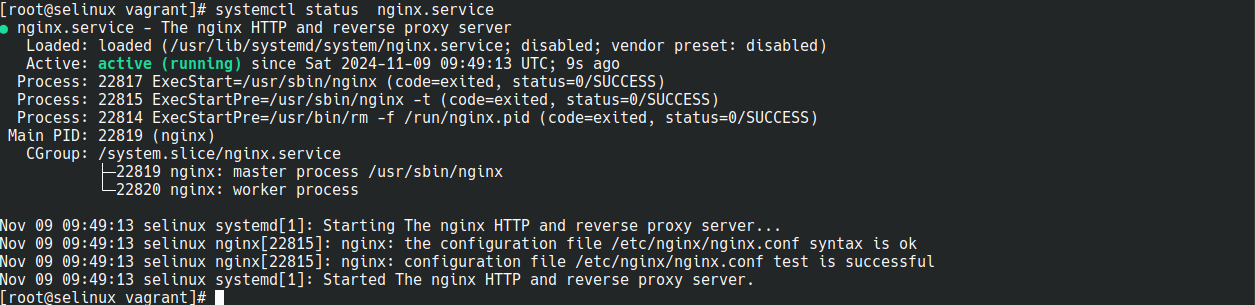 [root@selinux vagrant]# systemctl status  nginx.service
● nginx.service - The nginx HTTP and reverse proxy server
   Loaded: loaded (/usr/lib/systemd/system/nginx.service; disabled; vendor preset: disabled)
   Active: active (running) since Sat 2024-11-09 09:49:13 UTC; 9s ago
  Process: 22817 ExecStart=/usr/sbin/nginx (code=exited, status=0/SUCCESS)
  Process: 22815 ExecStartPre=/usr/sbin/nginx -t (code=exited, status=0/SUCCESS)
  Process: 22814 ExecStartPre=/usr/bin/rm -f /run/nginx.pid (code=exited, status=0/SUCCESS)
 Main PID: 22819 (nginx)
   CGroup: /system.slice/nginx.service
           ├─22819 nginx: master process /usr/sbin/nginx
           └─22820 nginx: worker process

Nov 09 09:49:13 selinux systemd[1]: Starting The nginx HTTP and reverse proxy server...
Nov 09 09:49:13 selinux nginx[22815]: nginx: the configuration file /etc/nginx/nginx.conf syntax is ok
Nov 09 09:49:13 selinux nginx[22815]: nginx: configuration file /etc/nginx/nginx.conf test is successful
Nov 09 09:49:13 selinux systemd[1]: Started The nginx HTTP and reverse proxy server.
[root@selinux vagrant]#